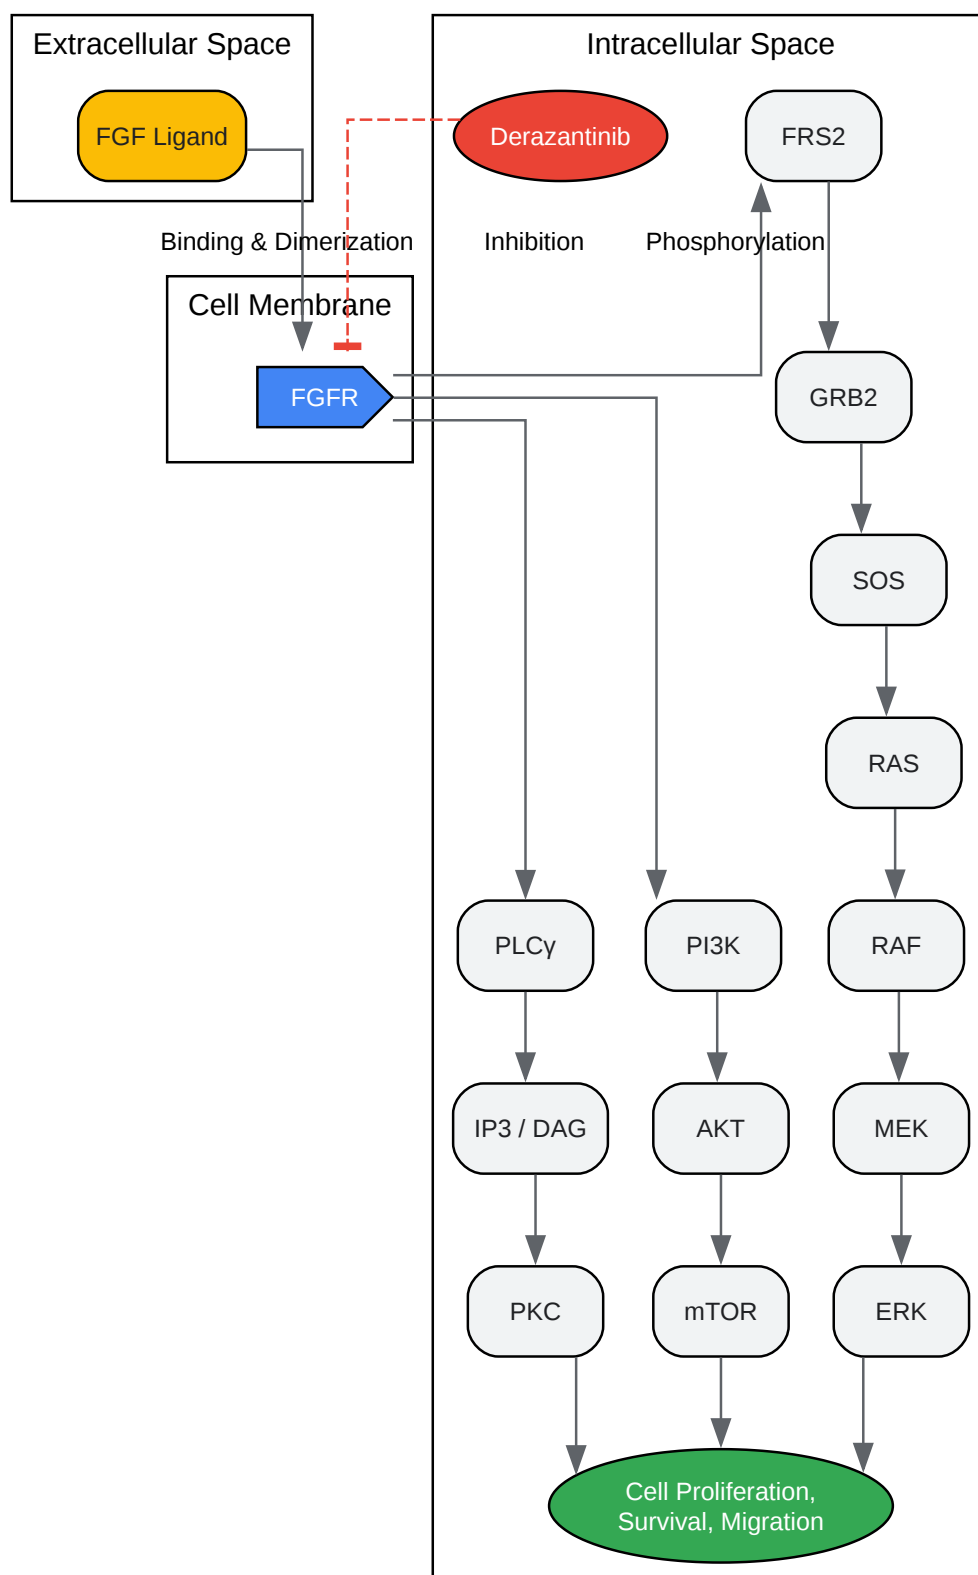 Extracellular Space
Intracellular Space
FGF Ligand
Derazantinib
FRS2
Binding & Dimerization
Inhibition
Phosphorylation
Cell Membrane
FGFR
GRB2
SOS
RAS
PLCγ
PI3K
RAF
IP3 / DAG
AKT
MEK
PKC
mTOR
ERK
Cell Proliferation,
Survival, Migration